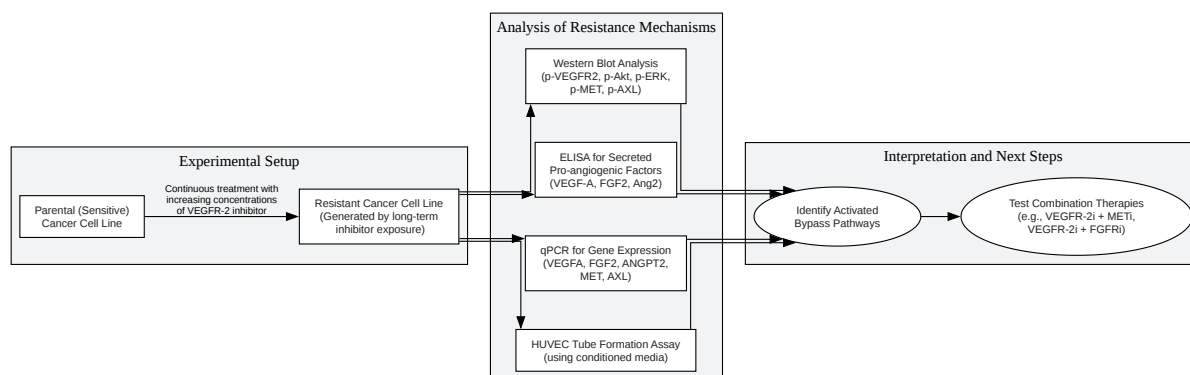 Experimental Setup
Parental (Sensitive)
Cancer Cell Line
Continuous treatment with
increasing concentrations
of VEGFR-2 inhibitor
Resistant Cancer Cell Line
(Generated by long-term
inhibitor exposure)
Analysis of Resistance Mechanisms
Western Blot Analysis
(p-VEGFR2, p-Akt, p-ERK,
p-MET, p-AXL)
ELISA for Secreted
Pro-angiogenic Factors
(VEGF-A, FGF2, Ang2)
qPCR for Gene Expression
(VEGFA, FGF2, ANGPT2,
MET, AXL)
HUVEC Tube Formation Assay
(using conditioned media)
Interpretation and Next Steps
Identify Activated
Bypass Pathways
Test Combination Therapies
(e.g., VEGFR-2i + METi,
VEGFR-2i + FGFRi)